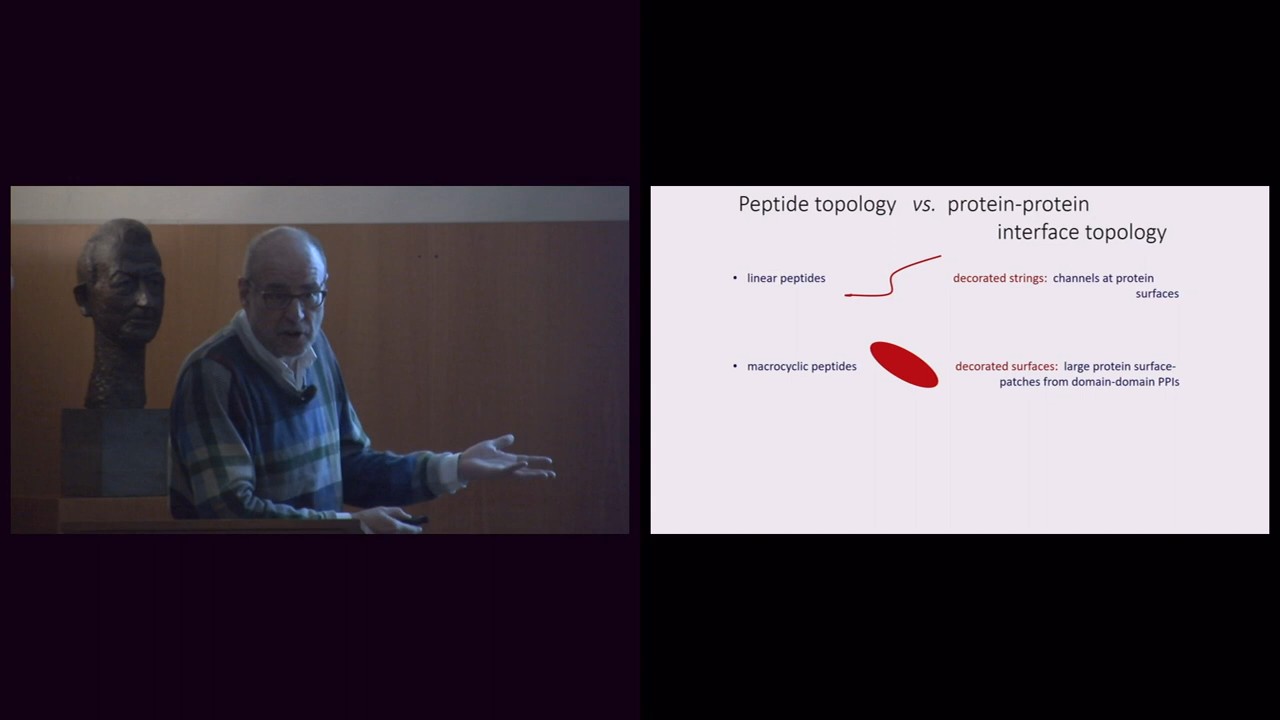 Peptide topology vs. protein-protein
interface topology
• linear peptides
decorated strings: channels at protein
surfaces
• macrocyclic peptides
decorated surfaces: large protein surface-
patches from domain-domain PPIs